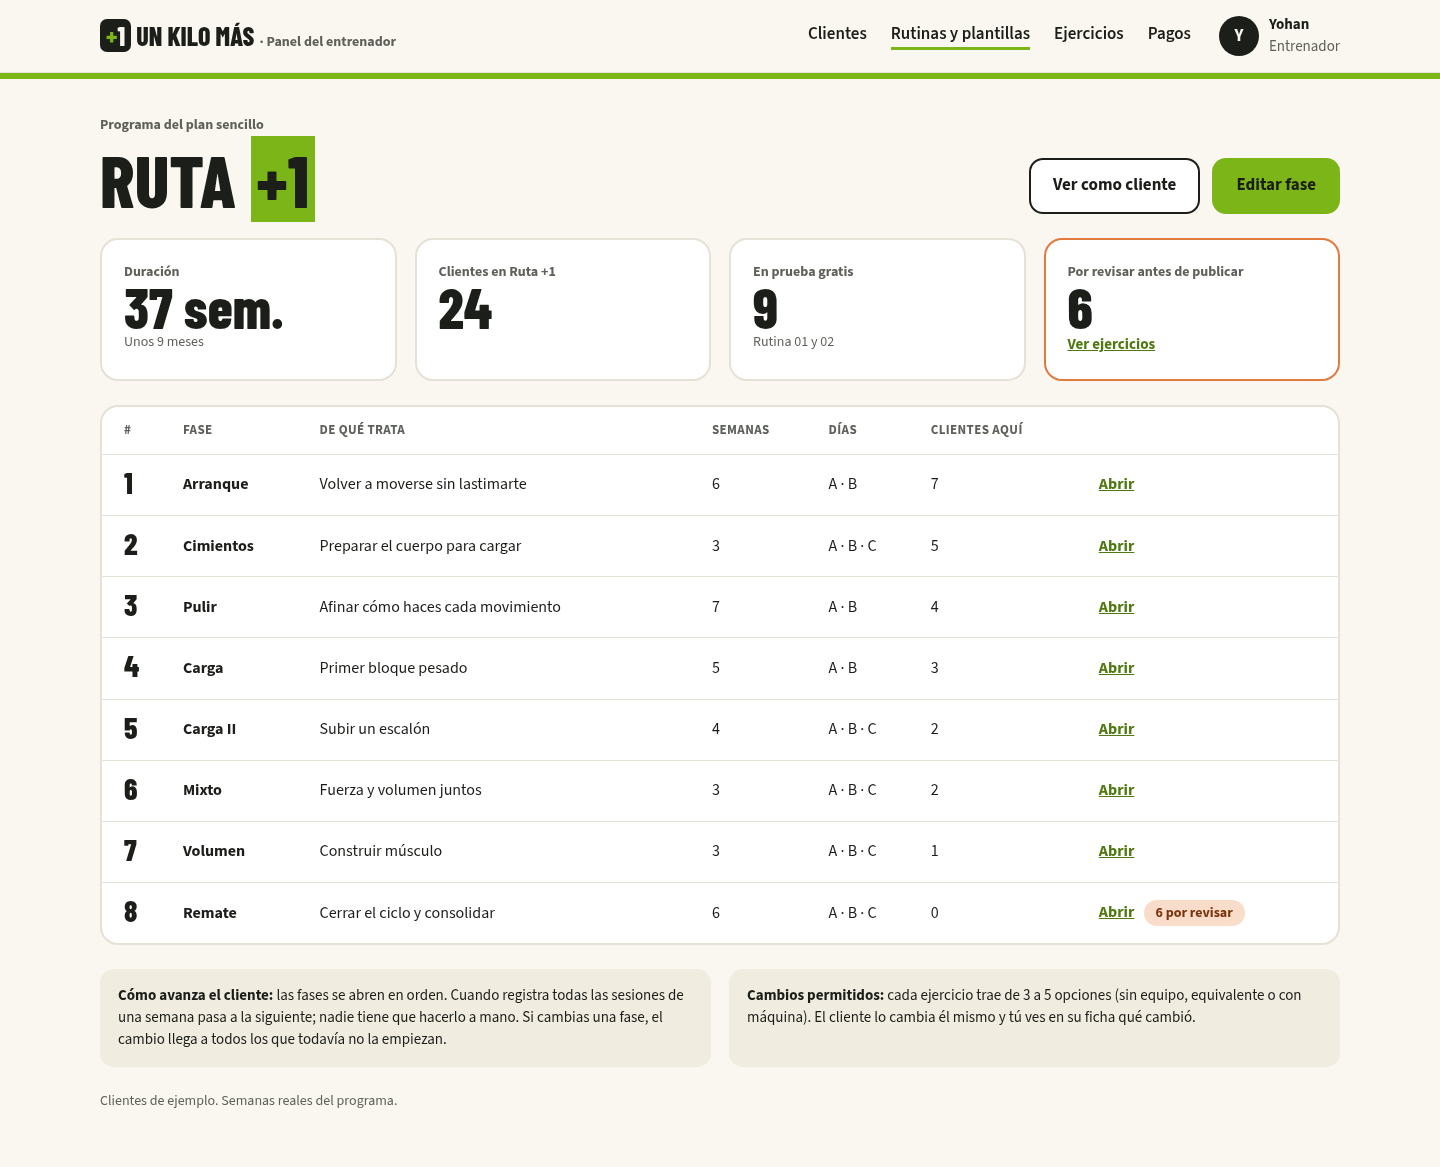 +1 UN KILO MÁS · Panel del entrenador
Clientes Rutinas y plantillas Ejercicios Pagos
Y
Yohan
Entrenador
Programa del plan sencillo
RUTA +1
Ver como cliente
Editar fase
Duración
37 sem.
Unos 9 meses
Clientes en Ruta +1
24
En prueba gratis
9
Rutina 01 y 02
Por revisar antes de publicar
6
Ver ejercicios
# FASE DE QUÉ TRATA SEMANAS DÍAS CLIENTES AQUÍ
1 Arranque Volver a moverse sin lastimarte 6 A · B 7 Abrir
2 Cimientos Preparar el cuerpo para cargar 3 A · B · C 5 Abrir
3 Pulir Afinar cómo haces cada movimiento 7 A · B 4 Abrir
4 Carga Primer bloque pesado 5 A · B 3 Abrir
5 Carga II Subir un escalón 4 A · B · C 2 Abrir
6 Mixto Fuerza y volumen juntos 3 A · B · C 2 Abrir
7 Volumen Construir músculo 3 A · B · C 1 Abrir
8 Remate Cerrar el ciclo y consolidar 6 A · B · C 0 Abrir 6 por revisar
Cómo avanza el cliente: las fases se abren en orden. Cuando registra todas las sesiones de
una semana pasa a la siguiente; nadie tiene que hacerlo a mano. Si cambias una fase, el
cambio llega a todos los que todavía no la empiezan.
Cambios permitidos: cada ejercicio trae de 3 a 5 opciones (sin equipo, equivalente o con
máquina). El cliente lo cambia él mismo y tú ves en su ficha qué cambió.
Clientes de ejemplo. Semanas reales del programa.